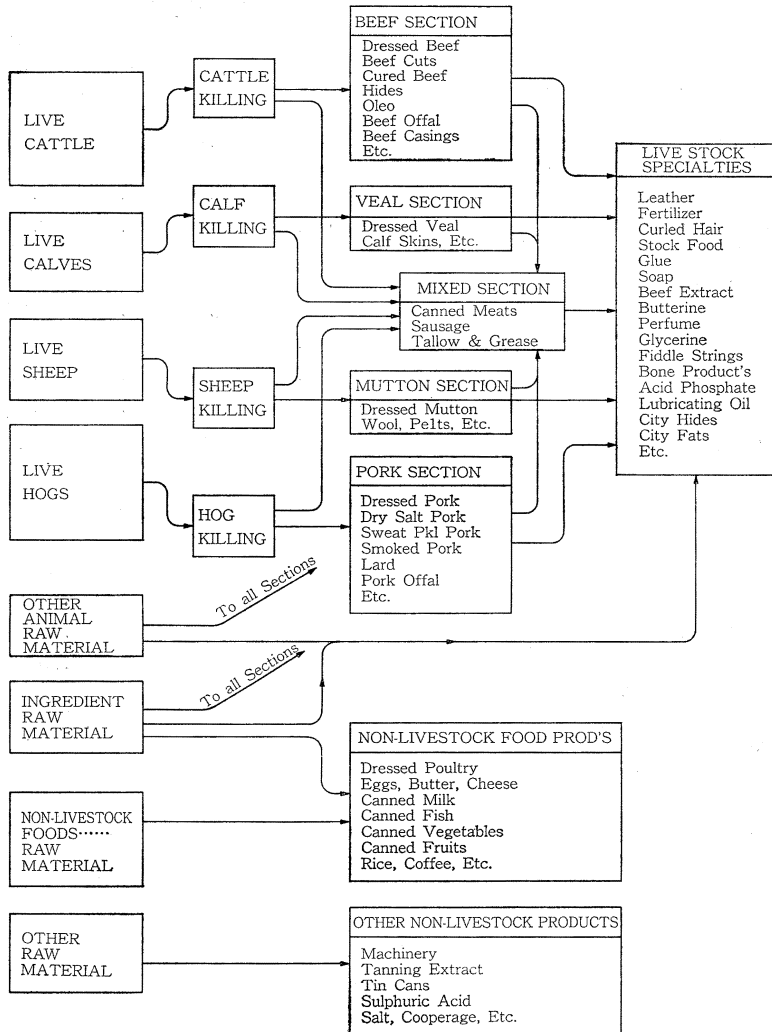 LIVE
CATTLE
CATTLE
KILLING
BEEF SECTION
Dressed Beef
Beef Cuts
Cured Beef
Hides
Oleo
Beef Offal
Beef Casings
Etc.
LIVE
CALVES
CALF
KILLING
VEAL SECTION
Dressed Veal
Calf Skins, Etc.
MIXED SECTION
Canned Meats
Sausage
Tallow & Grease
LIVE
SHEEP
SHEEP
KILLING
MUTTON SECTION
Dressed Mutton
Wool, Pelts, Etc.
LIVE
HOGS
HOG
KILLING
PORK SECTION
Dressed Pork
Dry Salt Pork
Sweat Pkl Pork
Smoked Pork
Lard
Pork Offal
Etc.
LIVE STOCK
SPECIALTIES
Leather
Fertilizer
Curled Hair
Stock Food
Glue
Soap
Beef Extract
Butterine
Perfume
Glycerine
Fiddle Strings
Bone Product's
Acid Phosphate
Lubricating Oil
City Hides
City Fats
Etc.
OTHER
ANIMAL
RAW
MATERIAL
To all Sections
INGREDIENT
RAW
MATERIAL
To all Sections
NON-LIVESTOCK
FOODS······
RAW
MATERIAL
NON-LIVESTOCK FOOD PROD'S
Dressed Poultry
Eggs, Butter, Cheese
Canned Milk
Canned Fish
Canned Vegetables
Canned Fruits
Rice, Coffee, Etc.
OTHER
RAW
MATERIAL
OTHER NON-LIVESTOCK PRODUCTS
Machinery
Tanning Extract
Tin Cans
Sulphuric Acid
Salt, Cooperage, Etc.